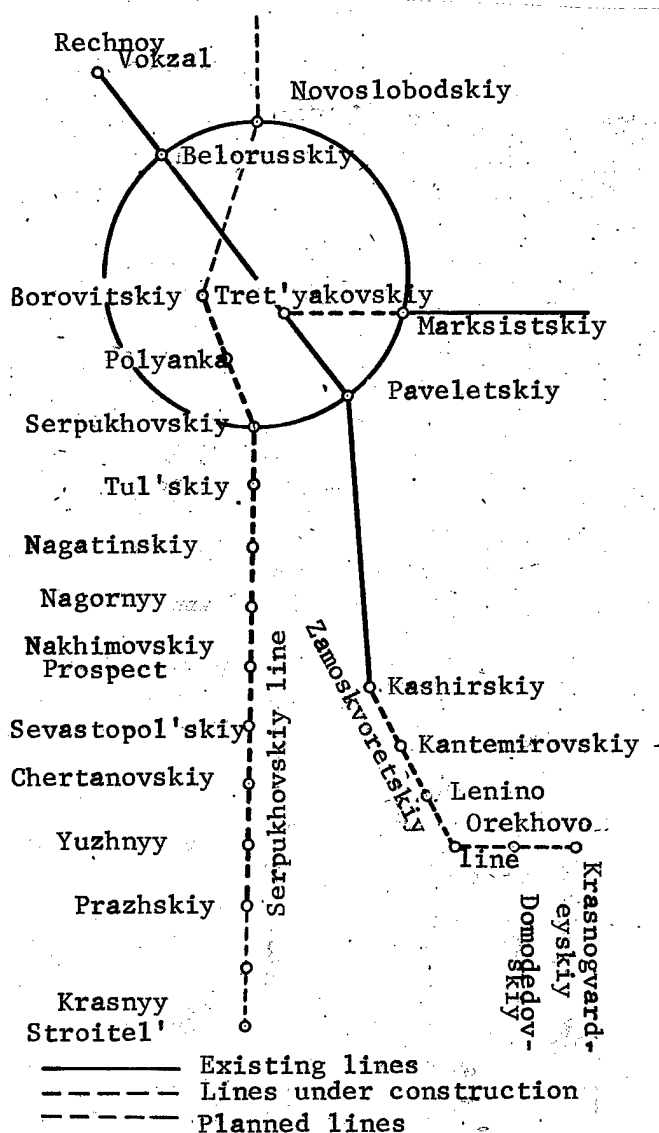 Rechnoy
Vokzal
Novoslobodskiy
Belorusskiy
Borovitskiy
Tret'yakovskiy
Marksistskiy
Polyanka
Paveletskiy
Serpukhovskiy
Tul'skiy
Nagatinskiy
Nagornyy
Nakhimovskiy
Prospect
Kashirskiy
Sevastopol'skiy
Kantemirovskiy
Chertanovskiy
Lenino
Orekhovo
Yuzhnyy
Zamoskvoretskiy
line
Serpukhovskiy line
Prazhskiy
Domodedov-
skiy
Krasnogvard-
eyskiy
Krasnyy
Stroitel'
Existing lines
Lines under construction
Planned lines